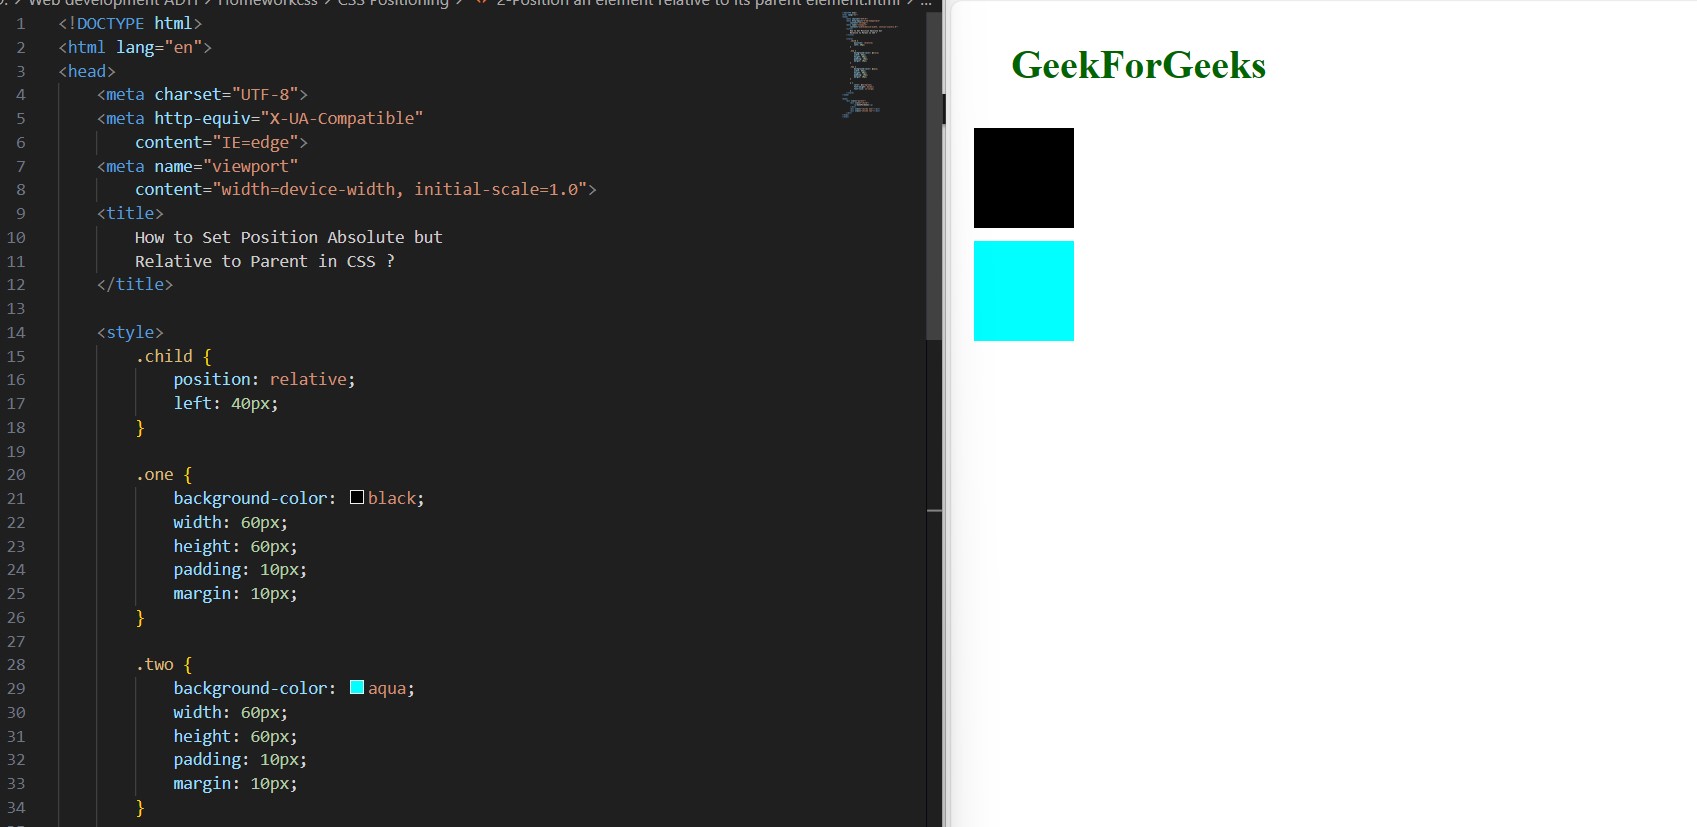 Web development ADIT > Homeworkcss > CSS Positioning > <> 2-Position an element relative to its parent element.html > ...
1 <!DOCTYPE html>
2 <html lang="en">
3 <head>
4 <meta charset="UTF-8">
5 <meta http-equiv="X-UA-Compatible"
6 content="IE=edge">
7 <meta name="viewport"
8 content="width=device-width, initial-scale=1.0">
9 <title>
10 How to Set Position Absolute but
11 Relative to Parent in CSS ?
12 </title>
13
14 <style>
15 .child {
16 position: relative;
17 left: 40px;
18 }
19
20 .one {
21 background-color: black;
22 width: 60px;
23 height: 60px;
24 padding: 10px;
25 margin: 10px;
26 }
27
28 .two {
29 background-color: aqua;
30 width: 60px;
31 height: 60px;
32 padding: 10px;
33 margin: 10px;
34 }
GeekForGeeks